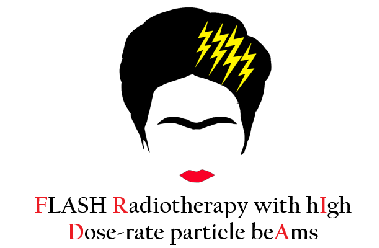 FLASH Radiotherapy with hIgh
Dose-rate particle beAms